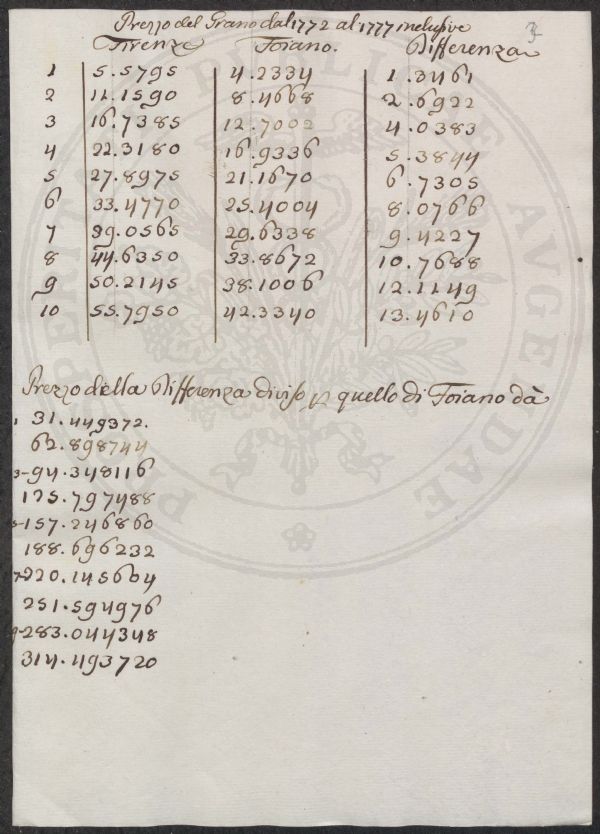 Prezzo del Grano dal 1772 al 1777 inclusive
Firenze Foiano. Differenza
1 5.5795 4.2334 1.3461
2 11.1590 8.4668 2.6922
3 16.7385 12.7002 4.0383
4 22.3180 16.9336 5.3844
5 27.8975 21.1670 6.7305
6 33.4770 25.4004 8.0766
7 39.0565 29.6338 9.4227
8 44.6350 33.8672 10.7688
9 50.2145 38.1006 12.1149
10 55.7950 42.3340 13.4610
Prezzo della Differenza diviso p quello di Foiano dà
1 31.449372.
62.898744
3-94.348116
125.797488
5-157.246860
188.696232
7-220.145604
251.594976
9-283.044348
314.493720
PROSPERITATI PUBLICAE AVGENDAE